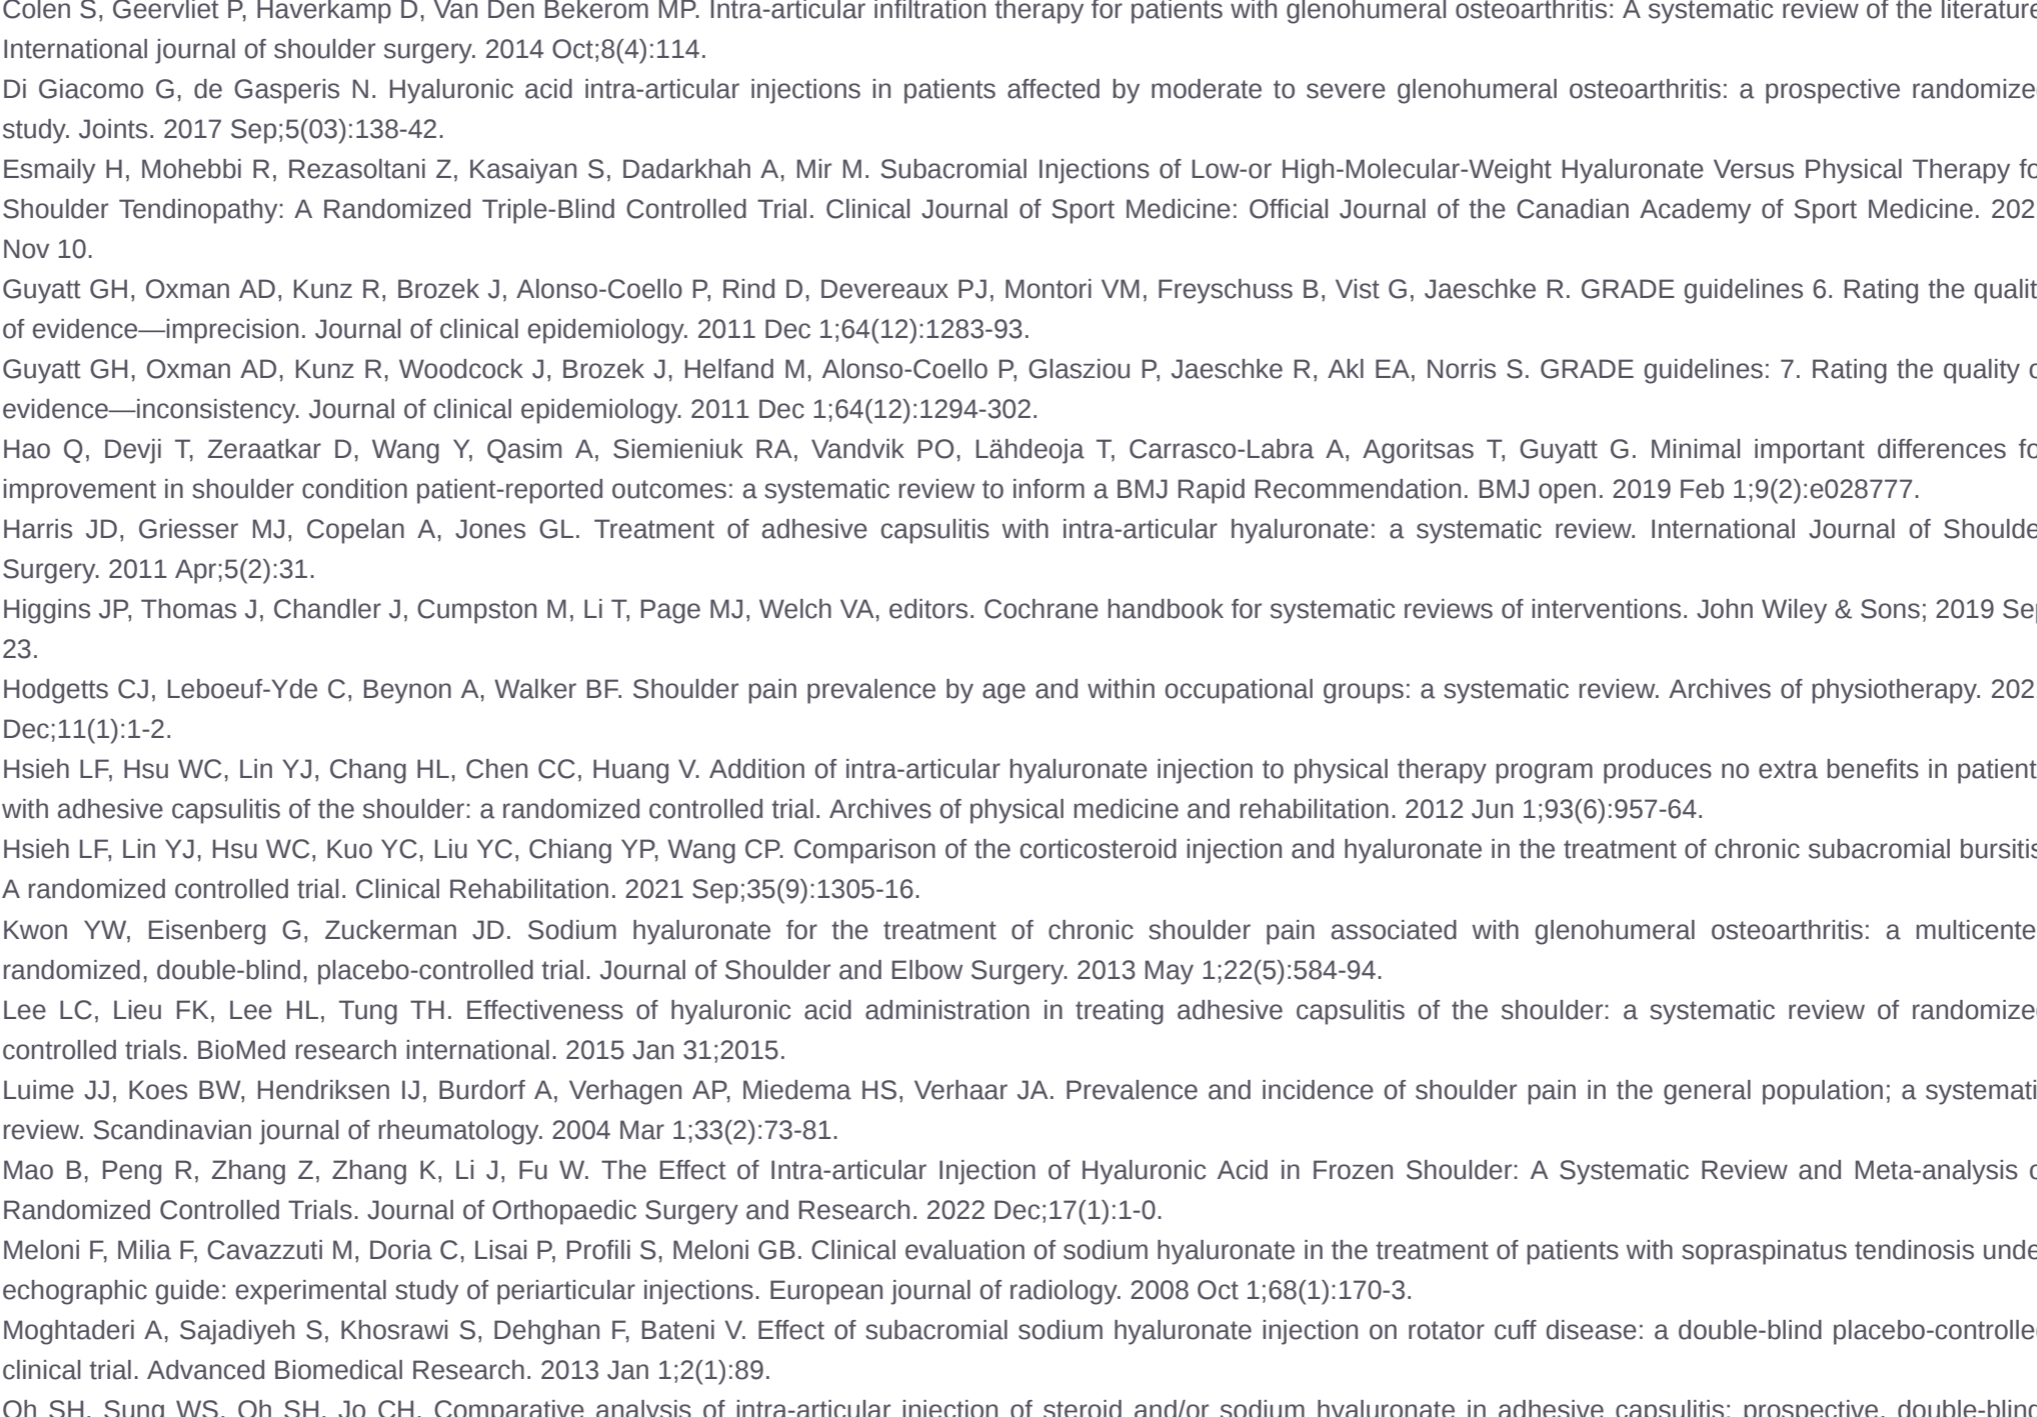 Colen S, Geervliet P, Haverkamp D, Van Den Bekerom MP. Intra-articular infiltration therapy for patients with glenohumeral osteoarthritis: A systematic review of the literature
International journal of shoulder surgery. 2014 Oct;8(4):114.
Di Giacomo G, de Gasperis N. Hyaluronic acid intra-articular injections in patients affected by moderate to severe glenohumeral osteoarthritis: a prospective randomize
study. Joints. 2017 Sep;5(03):138-42.
Esmaily H, Mohebbi R, Rezasoltani Z, Kasaiyan S, Dadarkhah A, Mir M. Subacromial Injections of Low-or High-Molecular-Weight Hyaluronate Versus Physical Therapy fo
Shoulder Tendinopathy: A Randomized Triple-Blind Controlled Trial. Clinical Journal of Sport Medicine: Official Journal of the Canadian Academy of Sport Medicine. 202
Nov 10.
Guyatt GH, Oxman AD, Kunz R, Brozek J, Alonso-Coello P, Rind D, Devereaux PJ, Montori VM, Freyschuss B, Vist G, Jaeschke R. GRADE guidelines 6. Rating the qualit
of evidence—imprecision. Journal of clinical epidemiology. 2011 Dec 1;64(12):1283-93.
Guyatt GH, Oxman AD, Kunz R, Woodcock J, Brozek J, Helfand M, Alonso-Coello P, Glasziou P, Jaeschke R, Akl EA, Norris S. GRADE guidelines: 7. Rating the quality o
evidence—inconsistency. Journal of clinical epidemiology. 2011 Dec 1;64(12):1294-302.
Hao Q, Devji T, Zeraatkar D, Wang Y, Qasim A, Siemieniuk RA, Vandvik PO, Lähdeoja T, Carrasco-Labra A, Agoritsas T, Guyatt G. Minimal important differences fo
improvement in shoulder condition patient-reported outcomes: a systematic review to inform a BMJ Rapid Recommendation. BMJ open. 2019 Feb 1;9(2):e028777.
Harris JD, Griesser MJ, Copelan A, Jones GL. Treatment of adhesive capsulitis with intra-articular hyaluronate: a systematic review. International Journal of Shoulde
Surgery. 2011 Apr;5(2):31.
Higgins JP, Thomas J, Chandler J, Cumpston M, Li T, Page MJ, Welch VA, editors. Cochrane handbook for systematic reviews of interventions. John Wiley & Sons; 2019 Sep
23.
Hodgetts CJ, Leboeuf-Yde C, Beynon A, Walker BF. Shoulder pain prevalence by age and within occupational groups: a systematic review. Archives of physiotherapy. 202
Dec;11(1):1-2.
Hsieh LF, Hsu WC, Lin YJ, Chang HL, Chen CC, Huang V. Addition of intra-articular hyaluronate injection to physical therapy program produces no extra benefits in patient
with adhesive capsulitis of the shoulder: a randomized controlled trial. Archives of physical medicine and rehabilitation. 2012 Jun 1;93(6):957-64.
Hsieh LF, Lin YJ, Hsu WC, Kuo YC, Liu YC, Chiang YP, Wang CP. Comparison of the corticosteroid injection and hyaluronate in the treatment of chronic subacromial bursitis
A randomized controlled trial. Clinical Rehabilitation. 2021 Sep;35(9):1305-16.
Kwon YW, Eisenberg G, Zuckerman JD. Sodium hyaluronate for the treatment of chronic shoulder pain associated with glenohumeral osteoarthritis: a multicente
randomized, double-blind, placebo-controlled trial. Journal of Shoulder and Elbow Surgery. 2013 May 1;22(5):584-94.
Lee LC, Lieu FK, Lee HL, Tung TH. Effectiveness of hyaluronic acid administration in treating adhesive capsulitis of the shoulder: a systematic review of randomize
controlled trials. BioMed research international. 2015 Jan 31;2015.
Luime JJ, Koes BW, Hendriksen IJ, Burdorf A, Verhagen AP, Miedema HS, Verhaar JA. Prevalence and incidence of shoulder pain in the general population; a systemati
review. Scandinavian journal of rheumatology. 2004 Mar 1;33(2):73-81.
Mao B, Peng R, Zhang Z, Zhang K, Li J, Fu W. The Effect of Intra-articular Injection of Hyaluronic Acid in Frozen Shoulder: A Systematic Review and Meta-analysis o
Randomized Controlled Trials. Journal of Orthopaedic Surgery and Research. 2022 Dec;17(1):1-0.
Meloni F, Milia F, Cavazzuti M, Doria C, Lisai P, Profili S, Meloni GB. Clinical evaluation of sodium hyaluronate in the treatment of patients with sopraspinatus tendinosis unde
echographic guide: experimental study of periarticular injections. European journal of radiology. 2008 Oct 1;68(1):170-3.
Moghtaderi A, Sajadiyeh S, Khosrawi S, Dehghan F, Bateni V. Effect of subacromial sodium hyaluronate injection on rotator cuff disease: a double-blind placebo-controlle
clinical trial. Advanced Biomedical Research. 2013 Jan 1;2(1):89.
Oh SH, Sung WS, Oh SH, Jo CH. Comparative analysis of intra-articular injection of steroid and/or sodium hyaluronate in adhesive capsulitis: prospective, double-blind